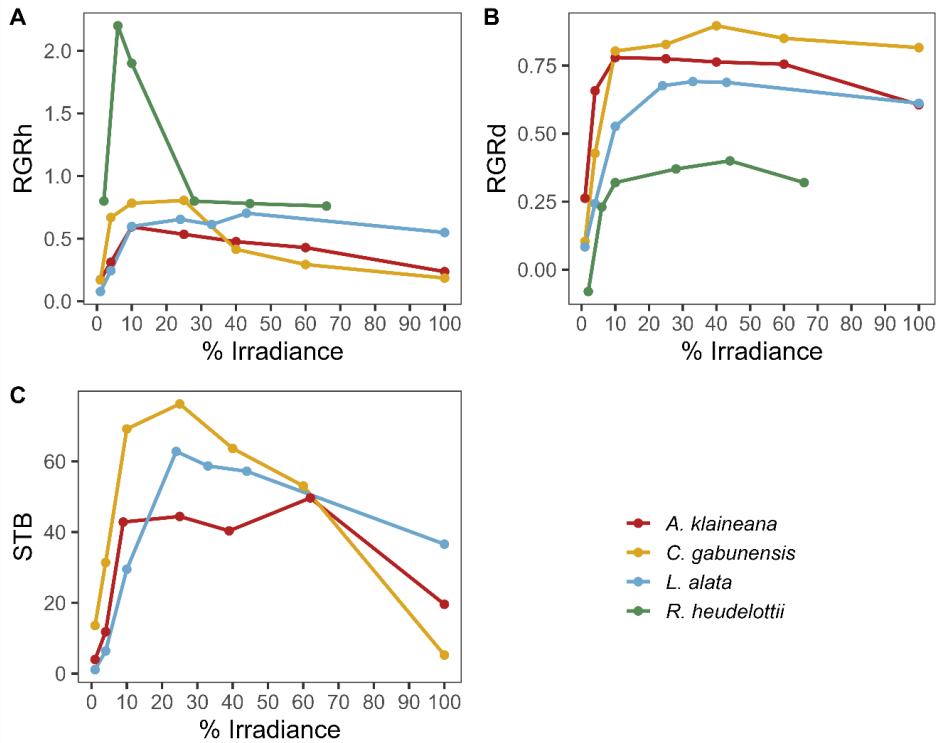 A
RGRh
2.0
1.5
1.0
0.5
0.0
0 10 20 30 40 50 60 70 80 90 100
% Irradiance
B
RGRd
0.75
0.50
0.25
0.00
0 10 20 30 40 50 60 70 80 90 100
% Irradiance
C
STB
60
40
20
0
0 10 20 30 40 50 60 70 80 90 100
% Irradiance
A. klaineana
C. gabunensis
L. alata
R. heudelottii